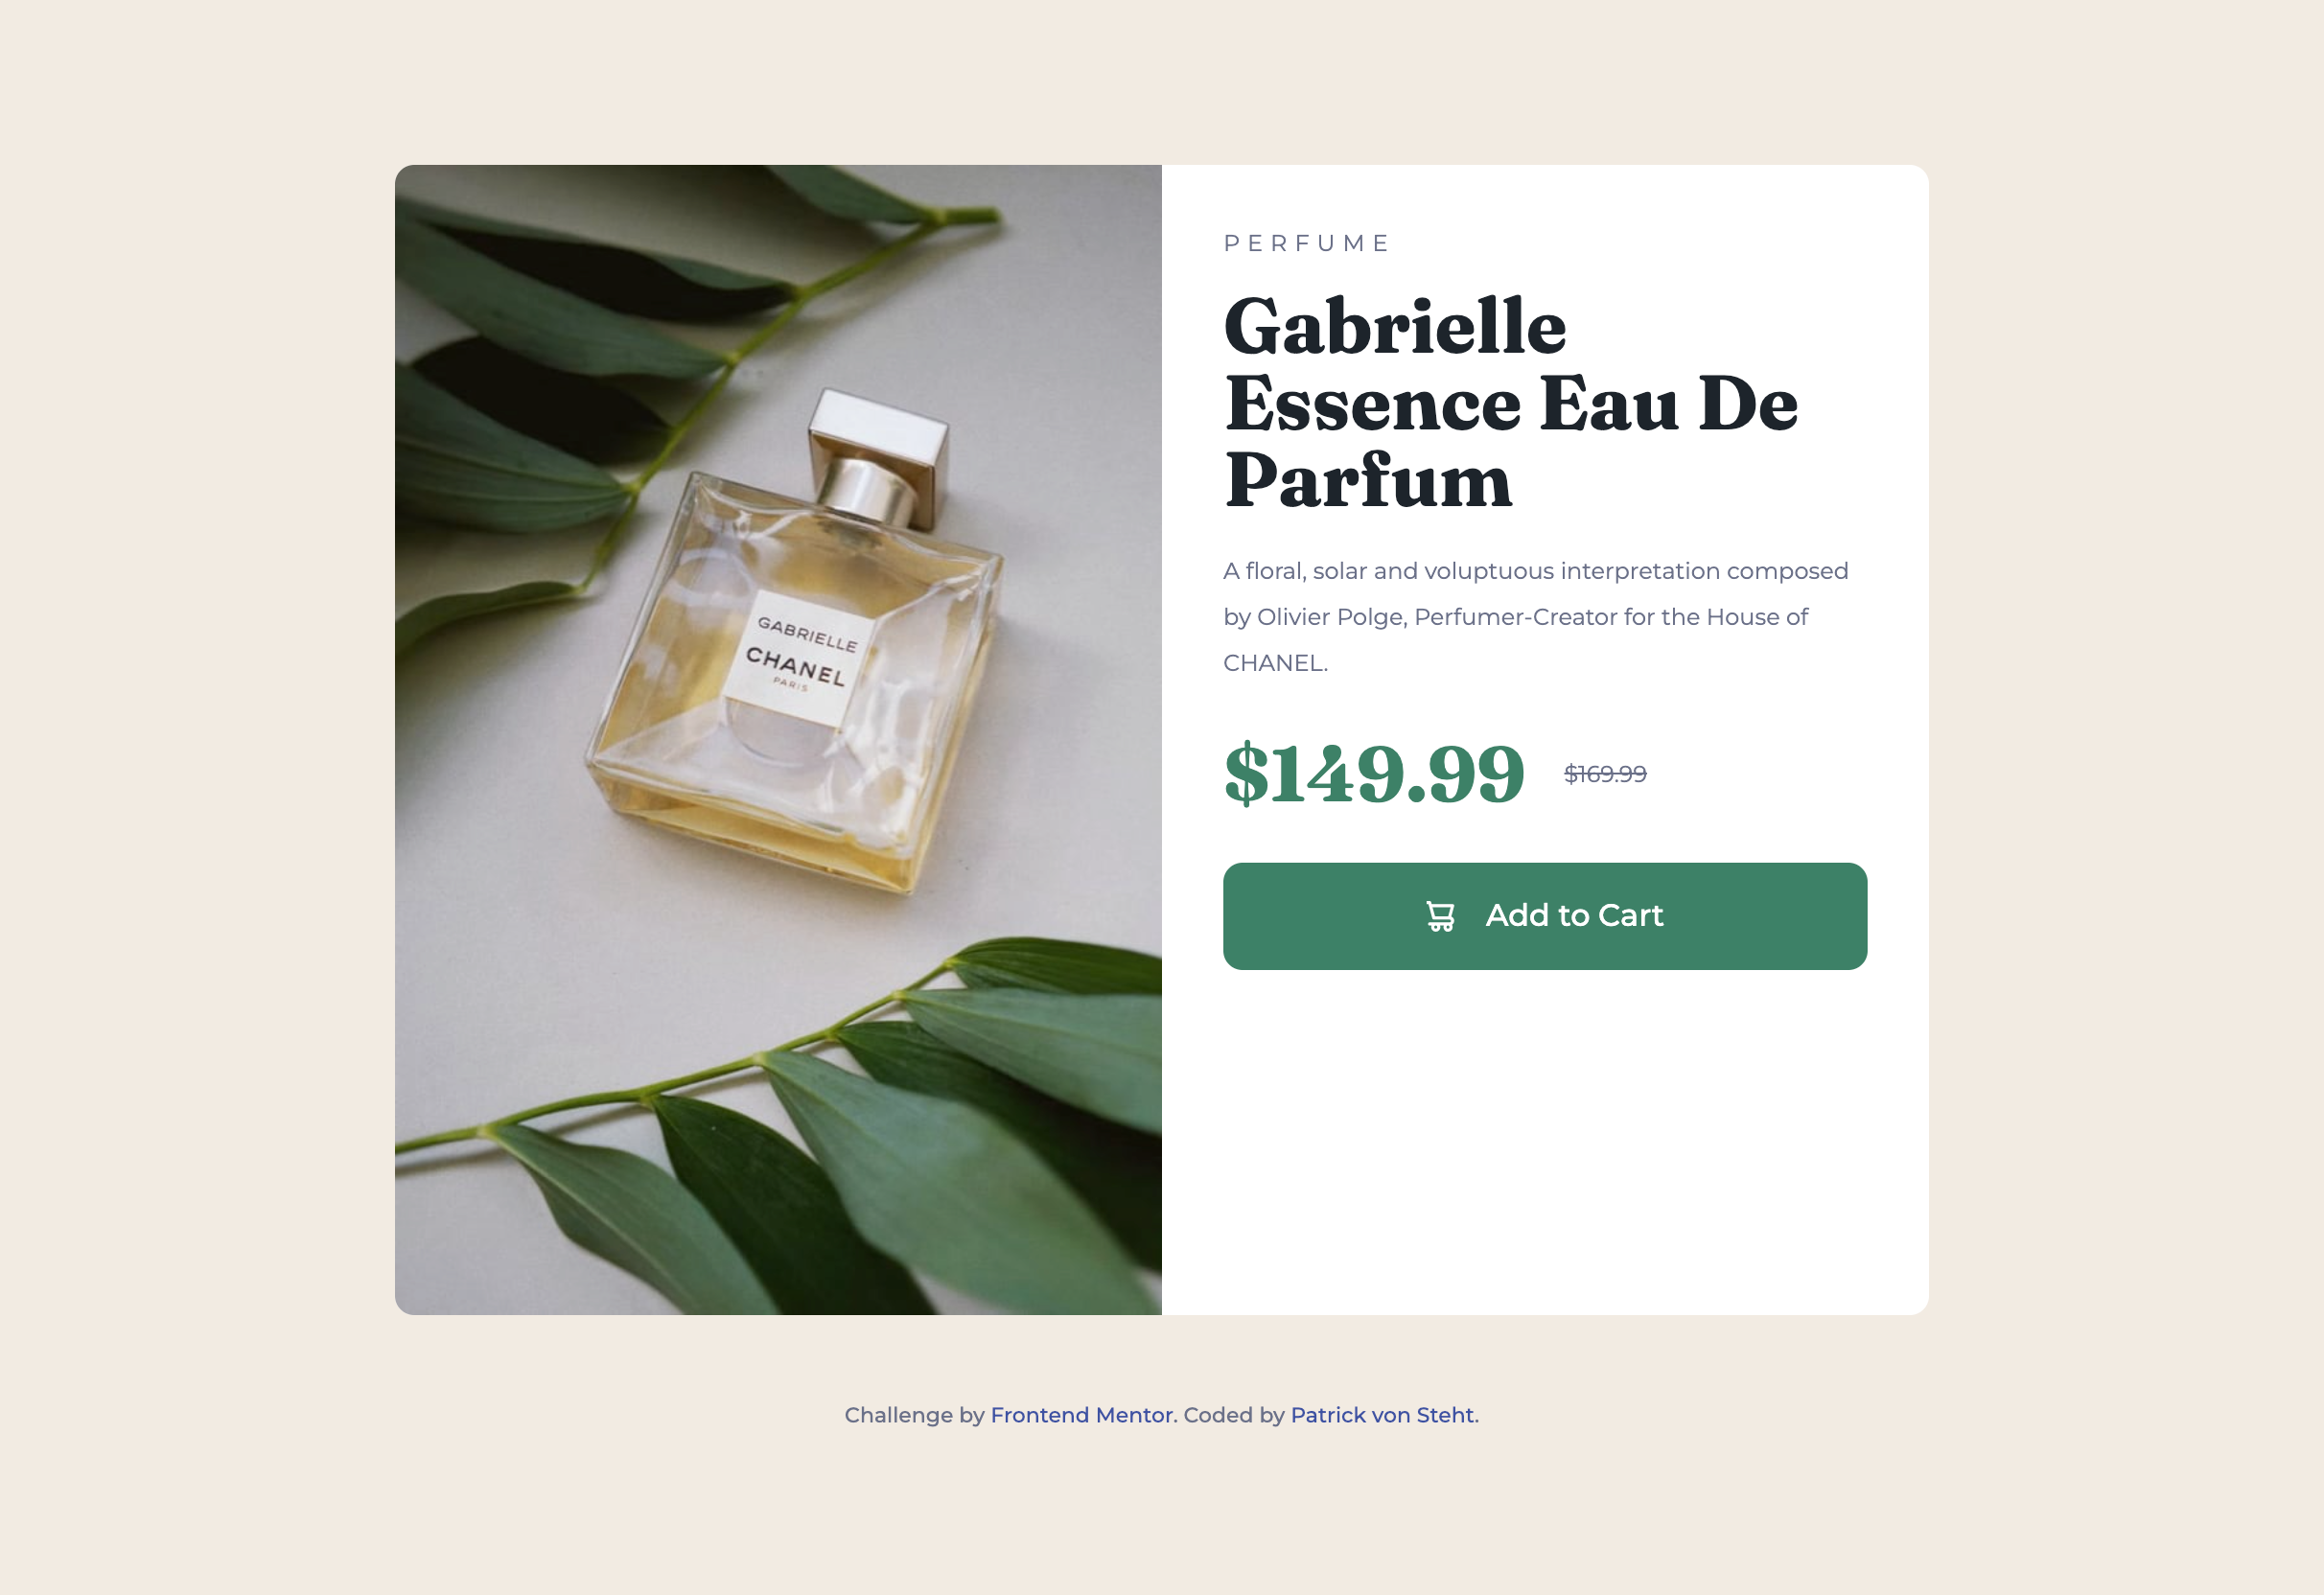 GABRIELLE
CHANEL
PARIS
PERFUME
Gabrielle
Essence Eau De
Parfum
A floral, solar and voluptuous interpretation composed
by Olivier Polge, Perfumer-Creator for the House of
CHANEL.
$149.99 $169.99
Add to Cart
Challenge by Frontend Mentor. Coded by Patrick von Steht.